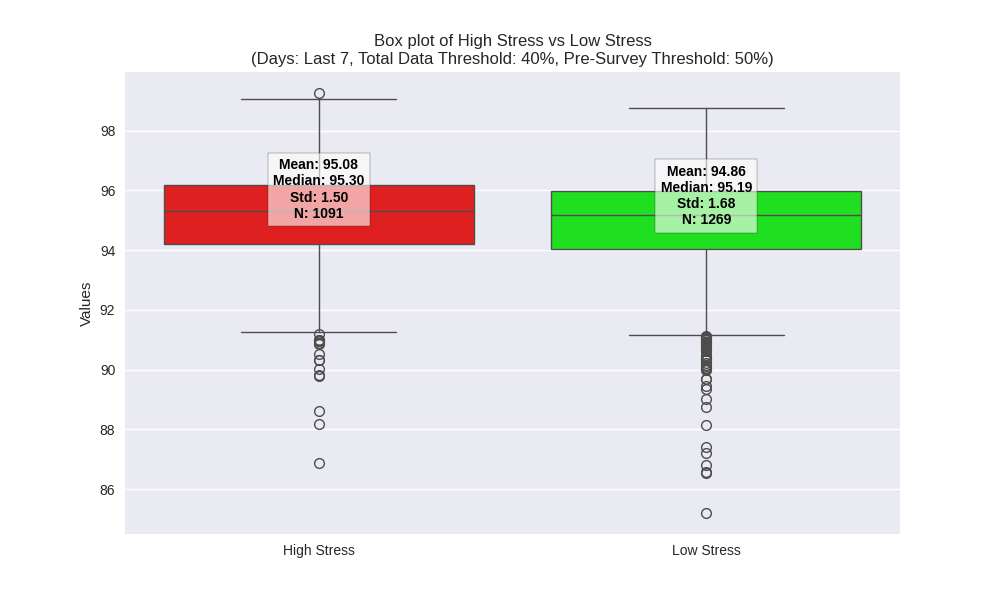 Box plot of High Stress vs Low Stress
(Days: Last 7, Total Data Threshold: 40%, Pre-Survey Threshold: 50%)
Values
98
96
94
92
90
88
86
Mean: 95.08
Median: 95.30
Std: 1.50
N: 1091
Mean: 94.86
Median: 95.19
Std: 1.68
N: 1269
High Stress
Low Stress